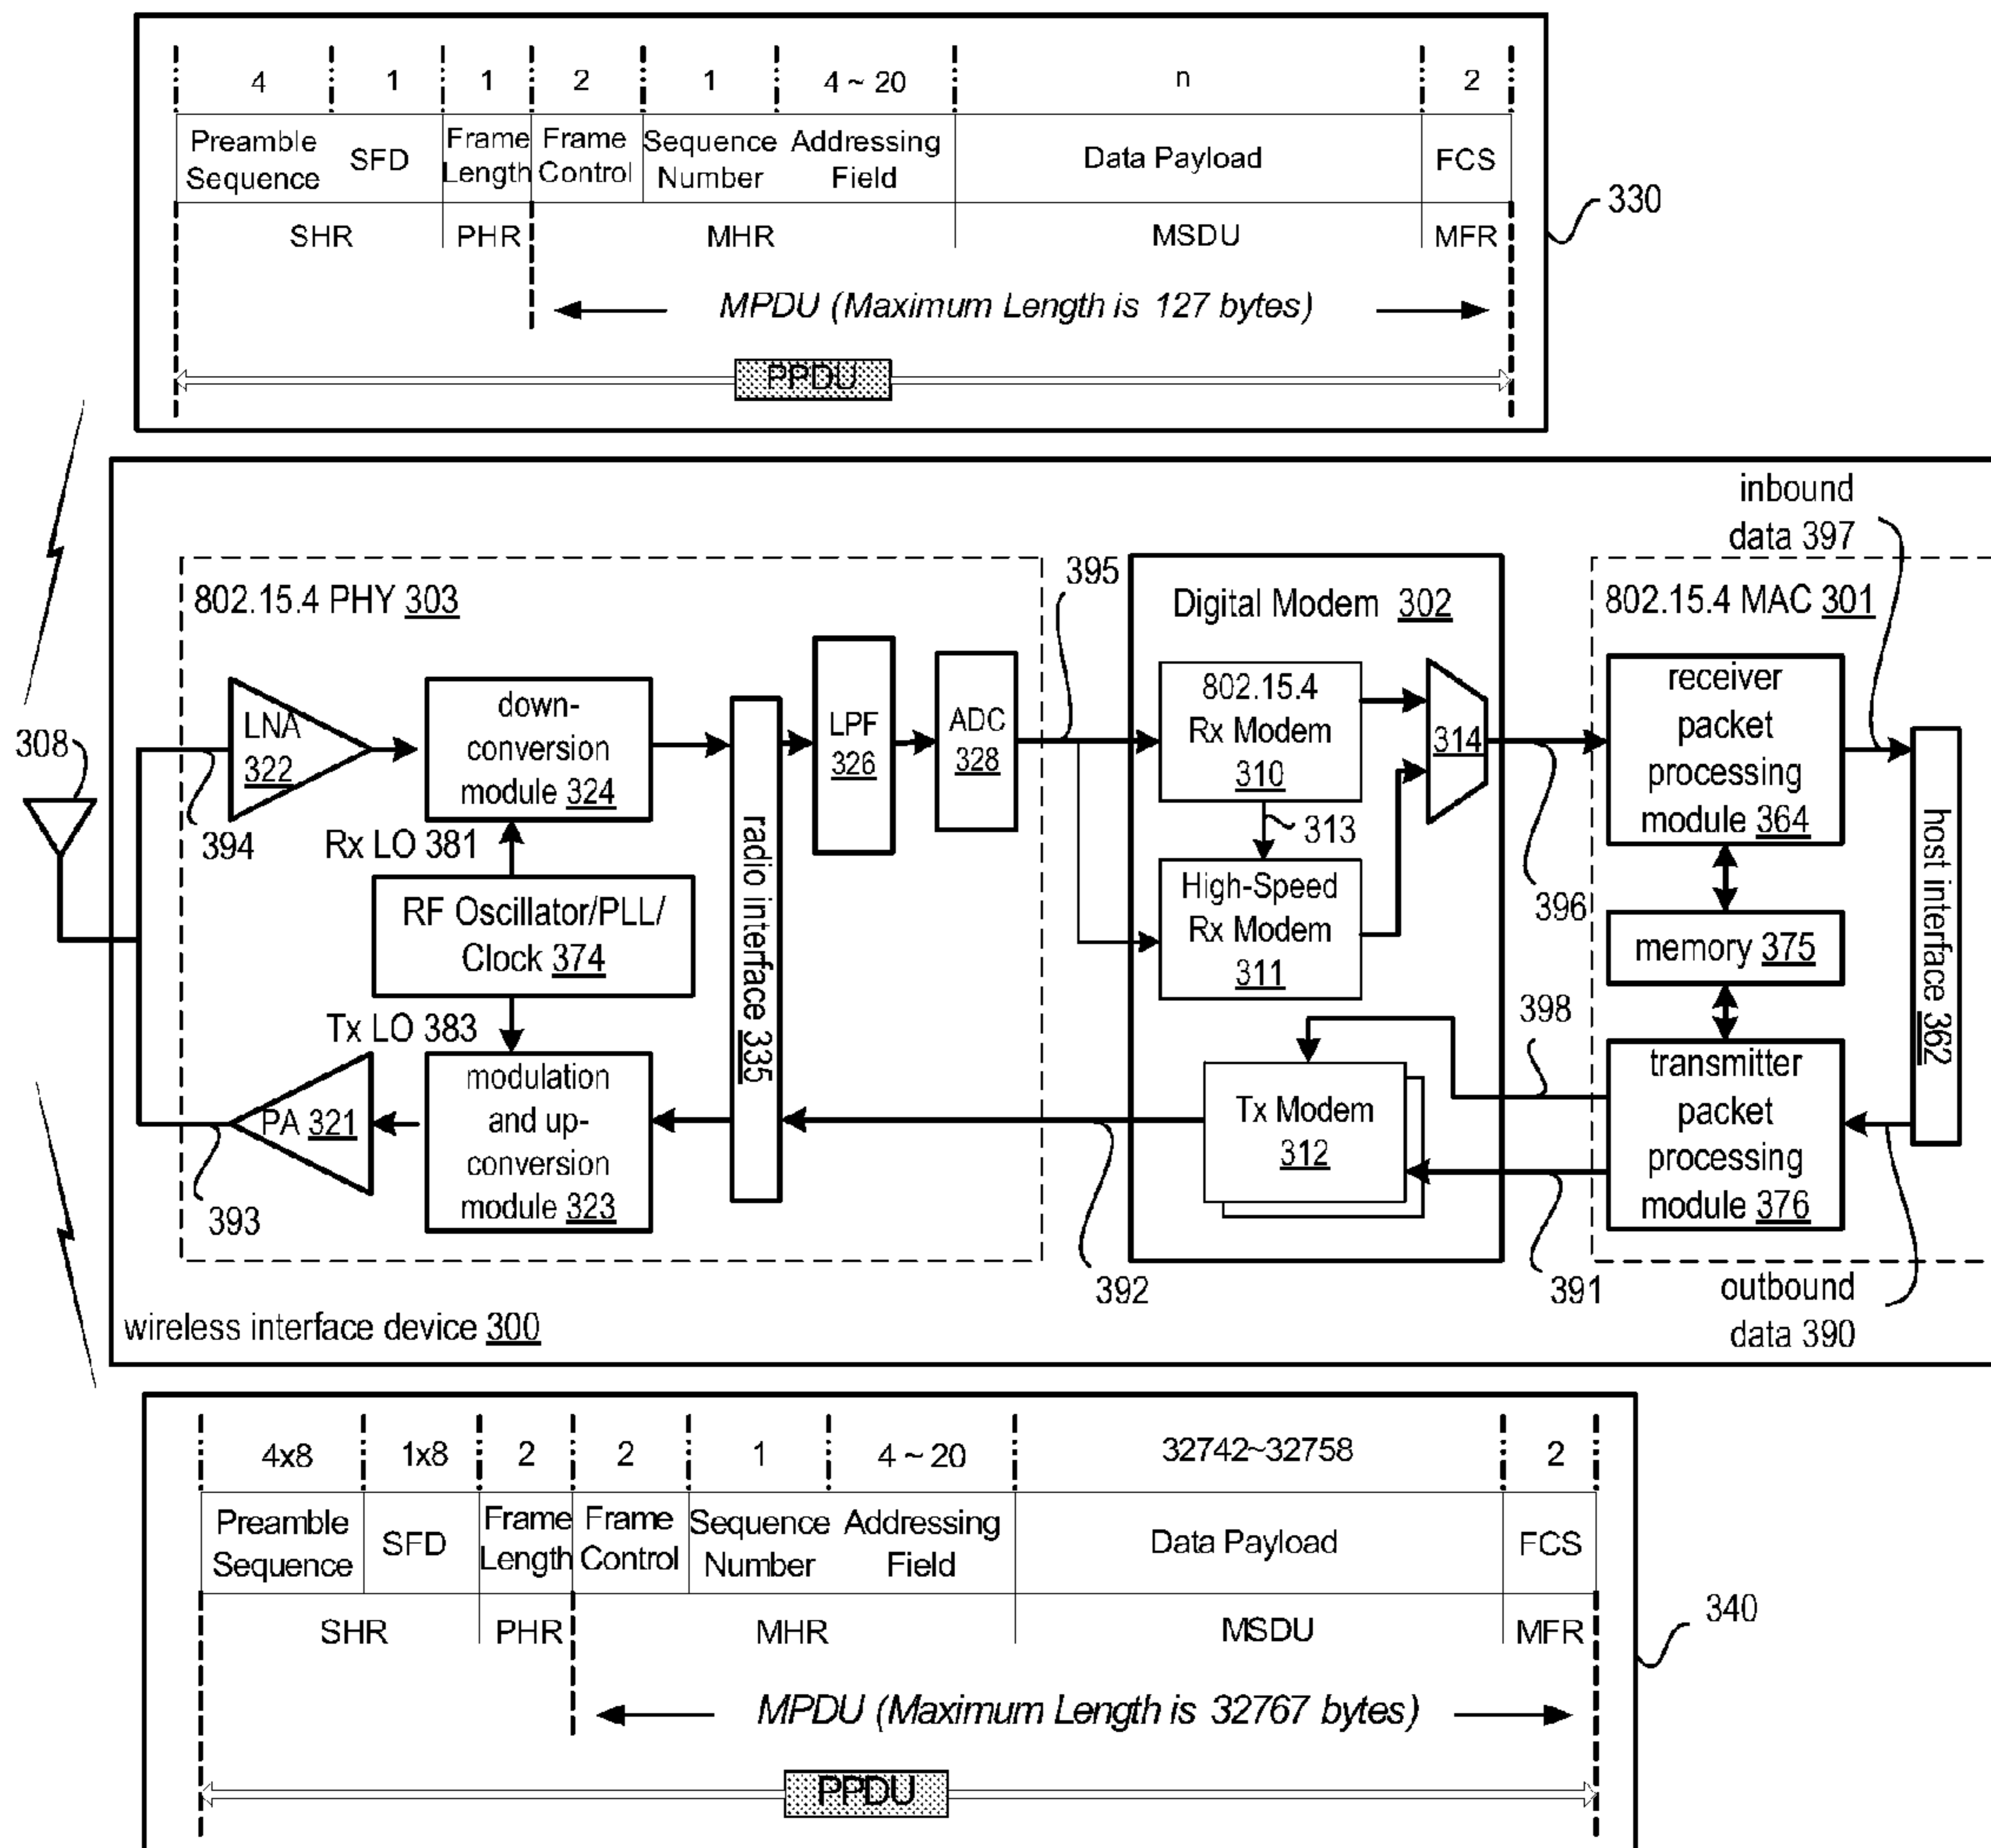 4 1 1 2 1 4 ~ 20 n 2
Preamble Sequence SFD Frame Length Frame Control Sequence Number Addressing Field Data Payload FCS
SHR PHR MHR MSDU MFR
330
MPDU (Maximum Length is 127 bytes)
PPDU
inbound
data 397
802.15.4 PHY 303
395
Digital Modem 302
802.15.4 MAC 301
308
LNA
322
394
down-
conversion
module 324
Rx LO 381
RF Oscillator/PLL/
Clock 374
Tx LO 383
PA 321
393
modulation
and up-
conversion
module 323
radio interface 335
LPF
326
ADC
328
802.15.4
Rx Modem
310
313
High-Speed
Rx Modem
311
314
396
398
Tx Modem
312
392
391
receiver
packet
processing
module 364
memory 375
transmitter
packet
processing
module 376
host interface 362
outbound
data 390
wireless interface device 300
4x8 1x8 2 2 1 4 ~ 20 32742~32758 2
Preamble Sequence SFD Frame Length Frame Control Sequence Number Addressing Field Data Payload FCS
SHR PHR MHR MSDU MFR
340
MPDU (Maximum Length is 32767 bytes)
PPDU